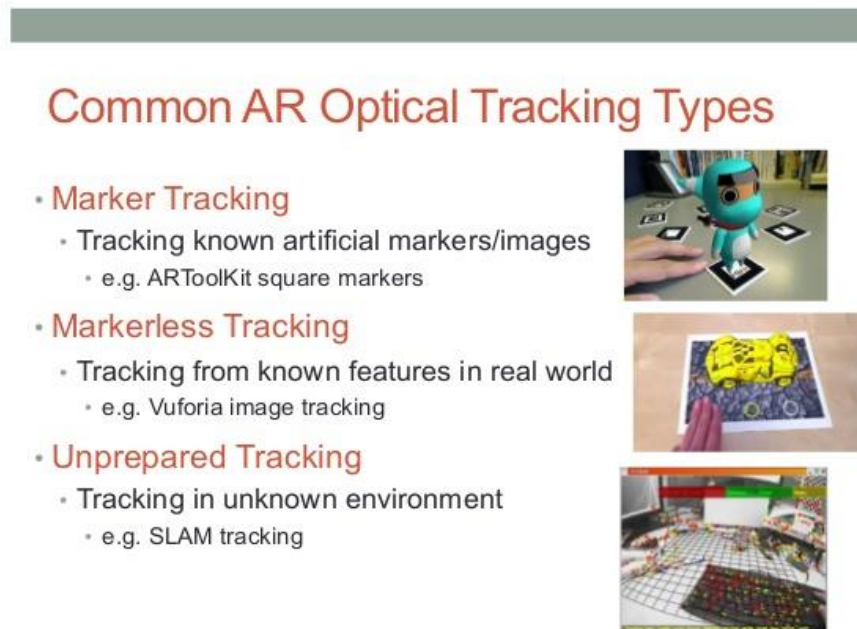 Common AR Optical Tracking Types
• Marker Tracking
• Tracking known artificial markers/images
• e.g. ARToolKit square markers
• Markerless Tracking
• Tracking from known features in real world
• e.g. Vuforia image tracking
• Unprepared Tracking
• Tracking in unknown environment
• e.g. SLAM tracking